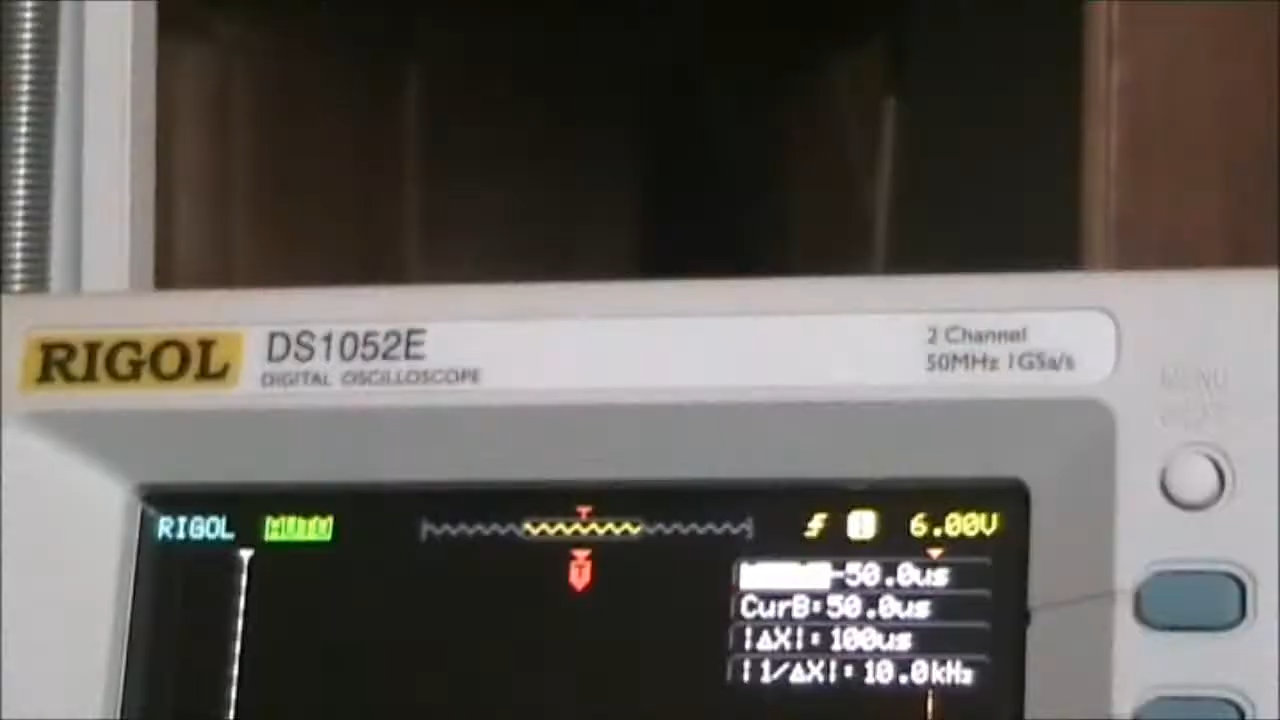 RIGOL DS1052E
DIGITAL OSCILLOSCOPE
2 Channel
50MHz 1GSa/s
MENU
RIGOL
T
6.00V
T
-50.0us
CurB: 50.0us
|ΔX|: 100us
|1/ΔX|: 10.0kHz